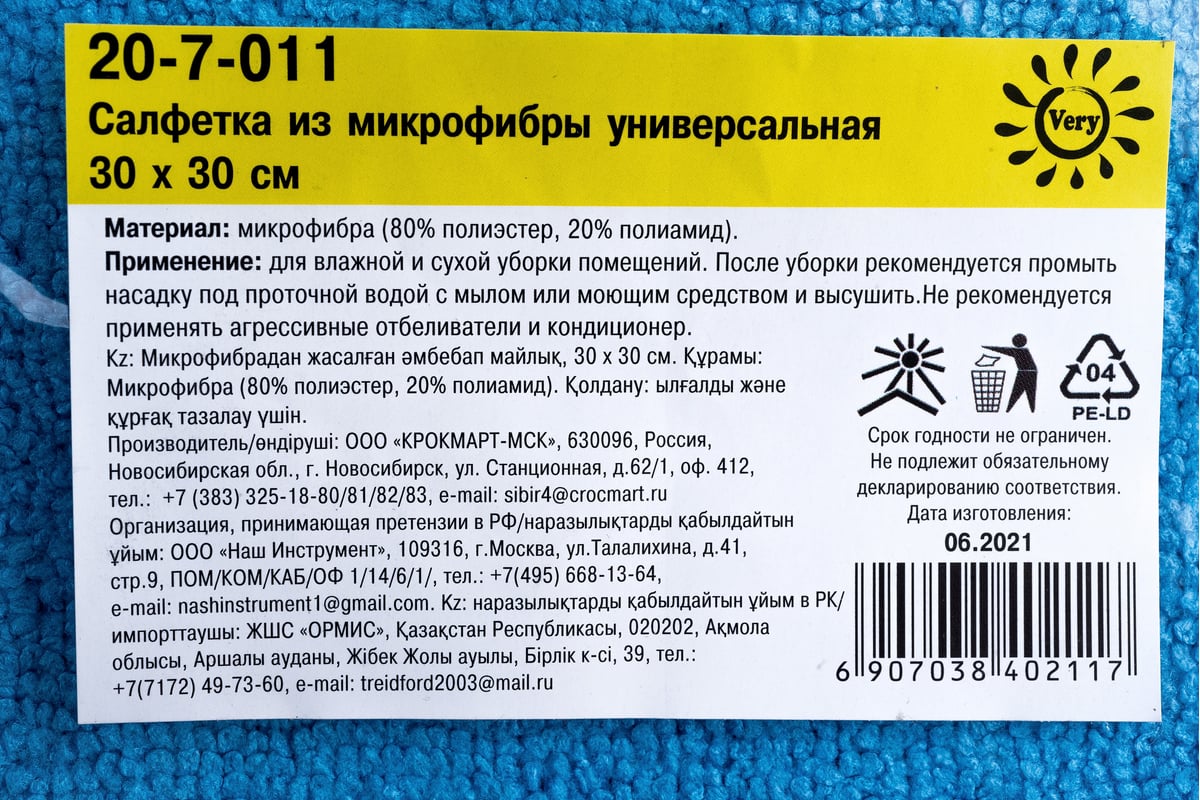 20-7-011
Салфетка из микрофибры универсальная
30 х 30 см
Very
Материал: микрофибра (80% полиэстер, 20% полиамид).
Применение: для влажной и сухой уборки помещений. После уборки рекомендуется промыть
насадку под проточной водой с мылом или моющим средством и высушить.Не рекомендуется
применять агрессивные отбеливатели и кондиционер.
Kz: Микрофибрадан жасалған әмбебап майлық, 30 х 30 см. Құрамы:
Микрофибра (80% полиэстер, 20% полиамид). Қолдану: ылғалды және
құрғақ тазалау үшін.
Производитель/өндіруші: ООО «КРОКМАРТ-МСК», 630096, Россия,
Новосибирская обл., г. Новосибирск, ул. Станционная, д.62/1, оф. 412,
тел.: +7 (383) 325-18-80/81/82/83, e-mail: sibir4@crocmart.ru
Организация, принимающая претензии в РФ/наразылықтарды қабылдайтын
ұйым: ООО «Наш Инструмент», 109316, г.Москва, ул.Талалихина, д.41,
стр.9, ПОМ/КОМ/КАБ/ОФ 1/14/6/1/, тел.: +7(495) 668-13-64,
e-mail: nashinstrument1@gmail.com. Kz: наразылықтарды қабылдайтын ұйым в РК/
импорттаушы: ЖШС «ОРМИС», Қазақстан Республикасы, 020202, Ақмола
облысы, Аршалы ауданы, Жібек Жолы ауылы, Бірлік к-сі, 39, тел.:
+7(7172) 49-73-60, e-mail: treidford2003@mail.ru
04
PE-LD
Срок годности не ограничен.
Не подлежит обязательному
декларированию соответствия.
Дата изготовления:
06.2021
6 907038 402117